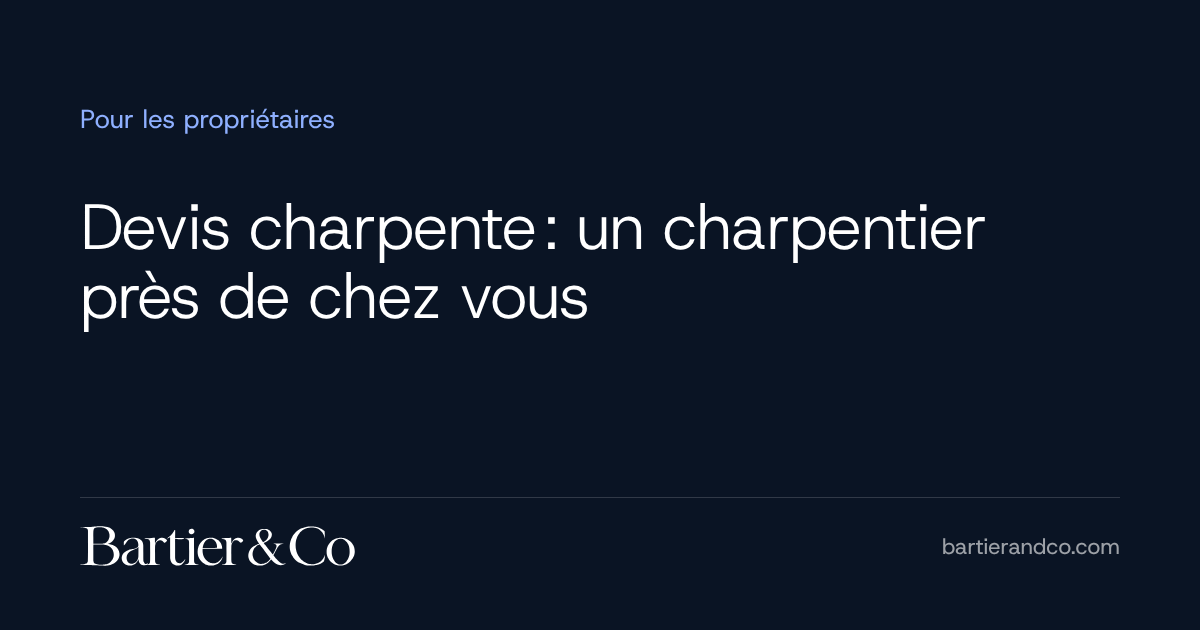 Pour les propriétaires
Devis charpente : un charpentier
près de chez vous
Bartier & Co
bartierandco.com